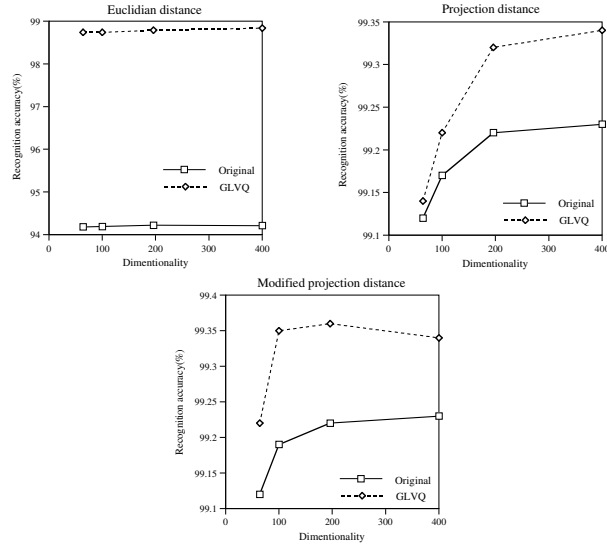 Euclidian distance
99
98
97
96
95
94
Recognition accuracy(%)
Original
GLVQ
0
100
200
300
400
Dimentionality
Projection distance
99.35
99.3
99.25
99.2
99.15
99.1
Recognition accuracy(%)
Original
GLVQ
0
100
200
300
400
Dimentionality
Modified projection distance
99.4
99.35
99.3
99.25
99.2
99.15
99.1
Recognition accuracy(%)
Original
GLVQ
0
100
200
300
400
Dimentionality